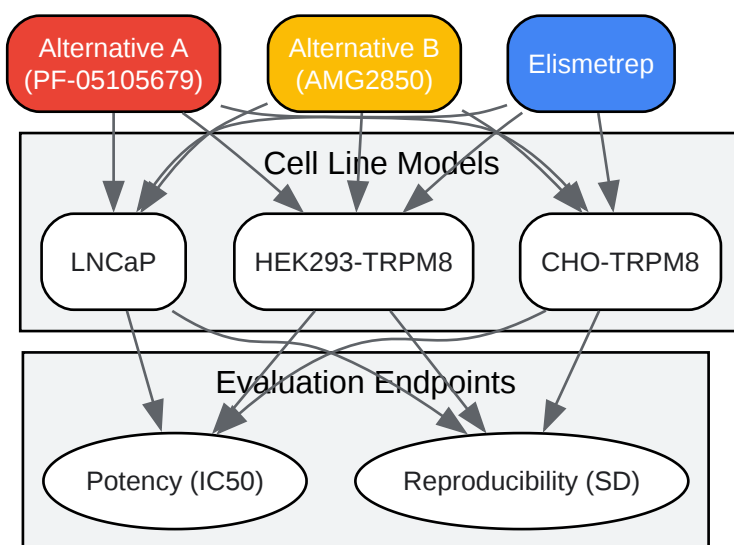 Alternative A
(PF-05105679)
Alternative B
(AMG2850)
Elismetrep
Cell Line Models
LNCaP
HEK293-TRPM8
CHO-TRPM8
Evaluation Endpoints
Potency (IC50)
Reproducibility (SD)